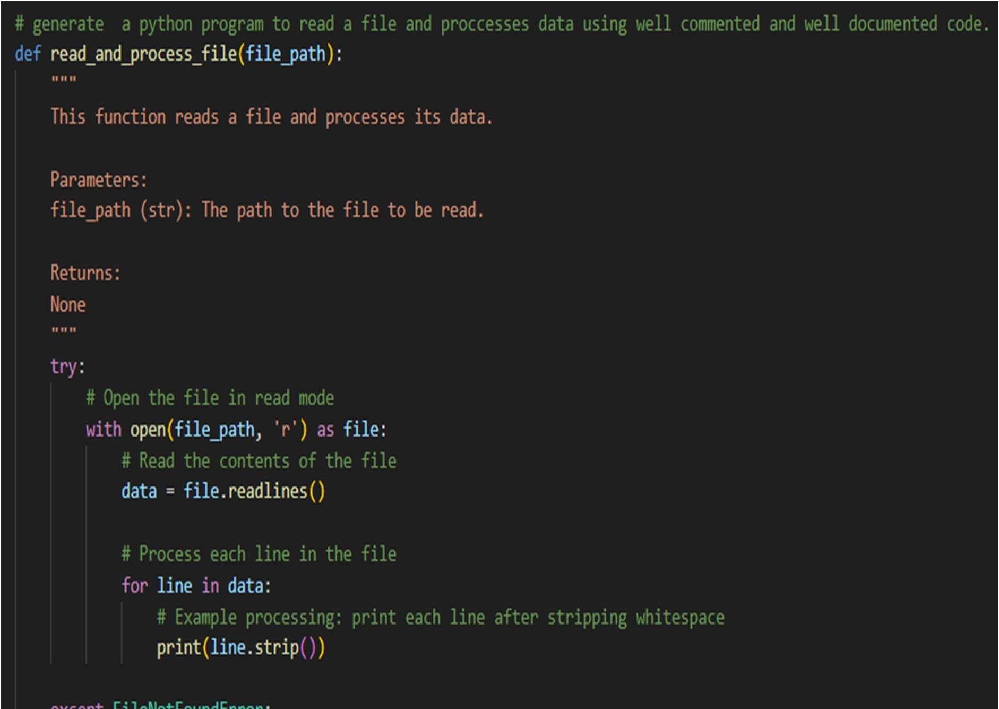 # generate  a python program to read a file and proccesses data using well commented and well documented code.
def read_and_process_file(file_path):
    """
    This function reads a file and processes its data.

    Parameters:
    file_path (str): The path to the file to be read.

    Returns:
    None
    """
    try:
        # Open the file in read mode
        with open(file_path, 'r') as file:
            # Read the contents of the file
            data = file.readlines()

            # Process each line in the file
            for line in data:
                # Example processing: print each line after stripping whitespace
                print(line.strip())

    except FileNotFoundError: